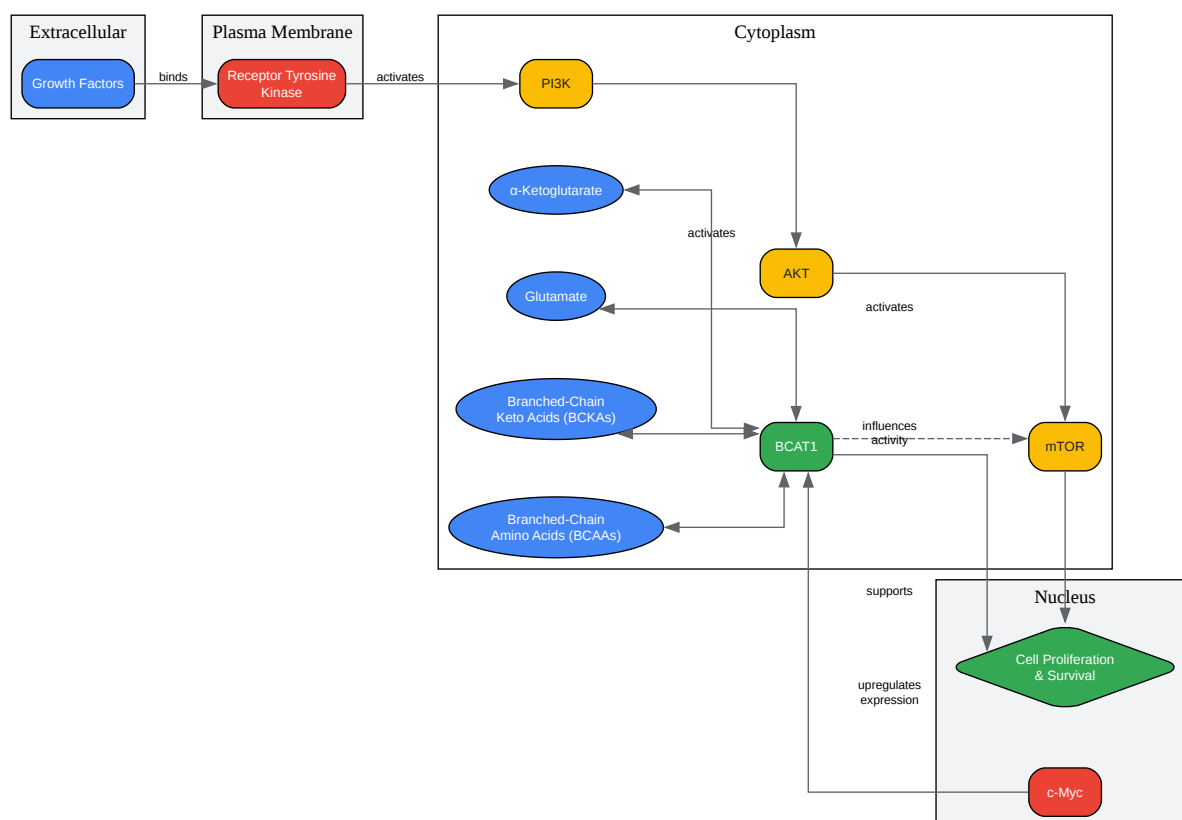 Extracellular
Plasma Membrane
Cytoplasm
Growth Factors
binds
Receptor Tyrosine
Kinase
activates
PI3K
α-Ketoglutarate
activates
AKT
Glutamate
activates
Branched-Chain
Keto Acids (BCKAs)
BCAT1
influences
activity
mTOR
Branched-Chain
Amino Acids (BCAAs)
supports
Nucleus
Cell Proliferation
& Survival
upregulates
expression
c-Myc